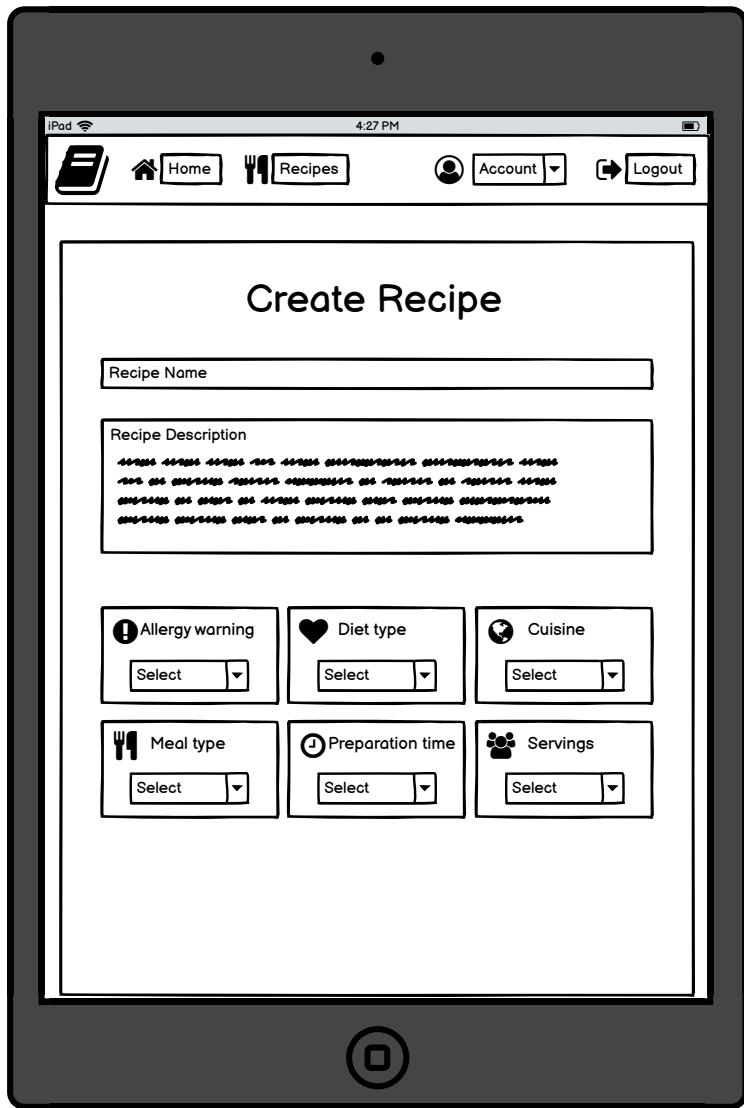 iPad 4:27 PM
Home Recipes Account Logout
Create Recipe
Recipe Name
Recipe Description
Allergy warning Diet type Cuisine
Select Select Select
Meal type Preparation time Servings
Select Select Select